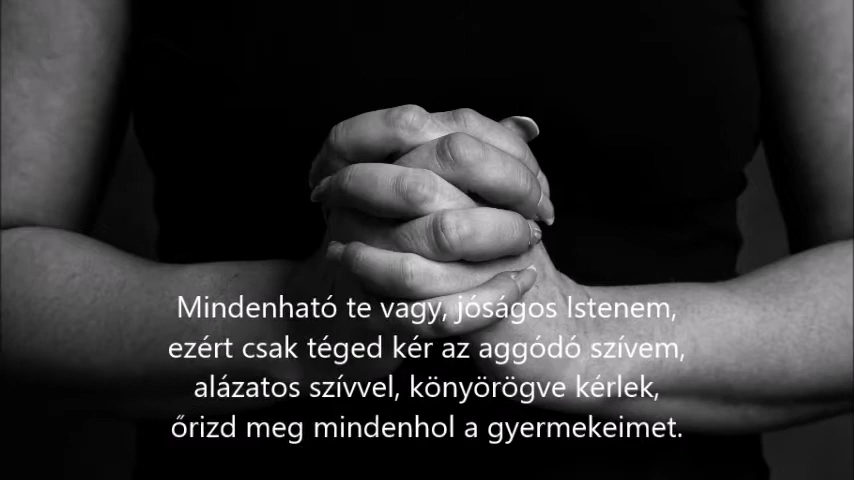 Mindenható te vagy, jóságos Istenem,
ezért csak téged kér az aggódó szívem,
alázatos szívvel, könyörögve kérlek,
őrizd meg mindenhol a gyermekeimet.